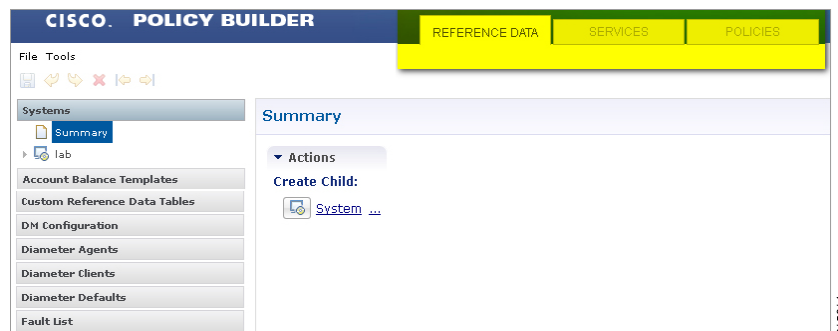 CISCO. POLICY BUILDER
REFERENCE DATA
SERVICES
POLICIES
File Tools
Systems
Summary
lab
Account Balance Templates
Custom Reference Data Tables
DM Configuration
Diameter Agents
Diameter Clients
Diameter Defaults
Fault List
Summary
Actions
Create Child:
System ...